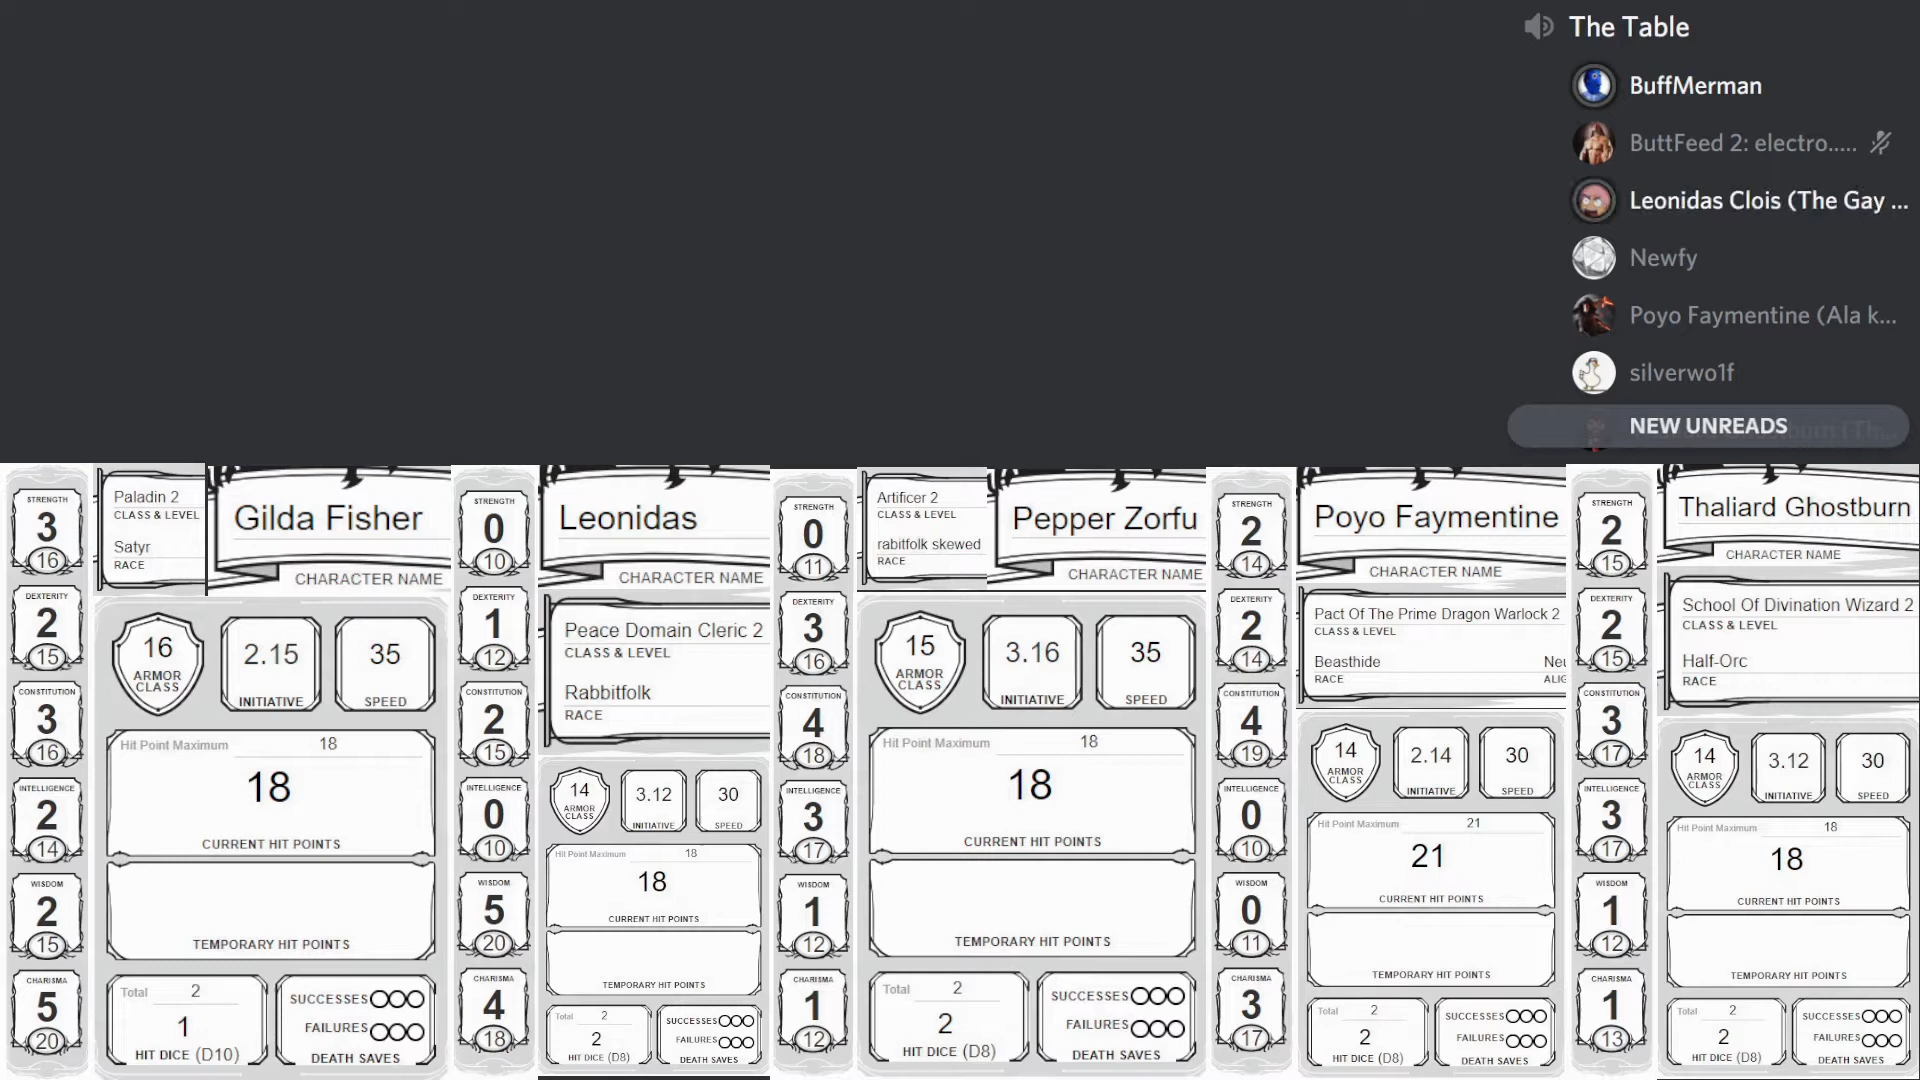 The Table
BuffMerman
ButtFeed 2: electro.....
Leonidas Clois (The Gay ...
Newfy
Poyo Faymentine (Ala k...
silverwo1f
NEW UNREADS
STRENGTH
3
16
DEXTERITY
2
15
CONSTITUTION
3
16
INTELLIGENCE
2
14
WISDOM
2
15
CHARISMA
5
20
Paladin 2
CLASS & LEVEL
Satyr
RACE
Gilda Fisher
CHARACTER NAME
16
ARMOR
CLASS
2.15
INITIATIVE
35
SPEED
Hit Point Maximum 18
18
CURRENT HIT POINTS
TEMPORARY HIT POINTS
Total 2
1
HIT DICE (D10)
SUCCESSES
FAILURES
DEATH SAVES
STRENGTH
0
10
DEXTERITY
1
12
CONSTITUTION
2
15
INTELLIGENCE
0
10
WISDOM
5
20
CHARISMA
4
18
Leonidas
CHARACTER NAME
Peace Domain Cleric 2
CLASS & LEVEL
Rabbitfolk
RACE
14
ARMOR
CLASS
3.12
INITIATIVE
30
SPEED
Hit Point Maximum 18
18
CURRENT HIT POINTS
TEMPORARY HIT POINTS
Total 2
2
HIT DICE (D8)
SUCCESSES
FAILURES
DEATH SAVES
STRENGTH
0
11
DEXTERITY
3
16
CONSTITUTION
4
18
INTELLIGENCE
3
17
WISDOM
1
12
CHARISMA
1
12
Artificer 2
CLASS & LEVEL
rabitfolk skewed
RACE
Pepper Zorfu
CHARACTER NAME
15
ARMOR
CLASS
3.16
INITIATIVE
35
SPEED
Hit Point Maximum 18
18
CURRENT HIT POINTS
TEMPORARY HIT POINTS
Total 2
2
HIT DICE (D8)
SUCCESSES
FAILURES
DEATH SAVES
STRENGTH
2
14
DEXTERITY
2
14
CONSTITUTION
4
19
INTELLIGENCE
0
10
WISDOM
0
11
CHARISMA
3
17
Poyo Faymentine
CHARACTER NAME
Pact Of The Prime Dragon Warlock 2
CLASS & LEVEL
Beasthide Neu
RACE ALIG
14
ARMOR
CLASS
2.14
INITIATIVE
30
SPEED
Hit Point Maximum 21
21
CURRENT HIT POINTS
TEMPORARY HIT POINTS
Total 2
2
HIT DICE (D8)
SUCCESSES
FAILURES
DEATH SAVES
STRENGTH
2
15
DEXTERITY
2
15
CONSTITUTION
3
17
INTELLIGENCE
3
17
WISDOM
1
12
CHARISMA
1
13
Thaliard Ghostburn
CHARACTER NAME
School Of Divination Wizard 2
CLASS & LEVEL
Half-Orc
RACE
14
ARMOR
CLASS
3.12
INITIATIVE
30
SPEED
Hit Point Maximum 18
18
CURRENT HIT POINTS
TEMPORARY HIT POINTS
Total 2
2
HIT DICE (D8)
SUCCESSES
FAILURES
DEATH SAVES